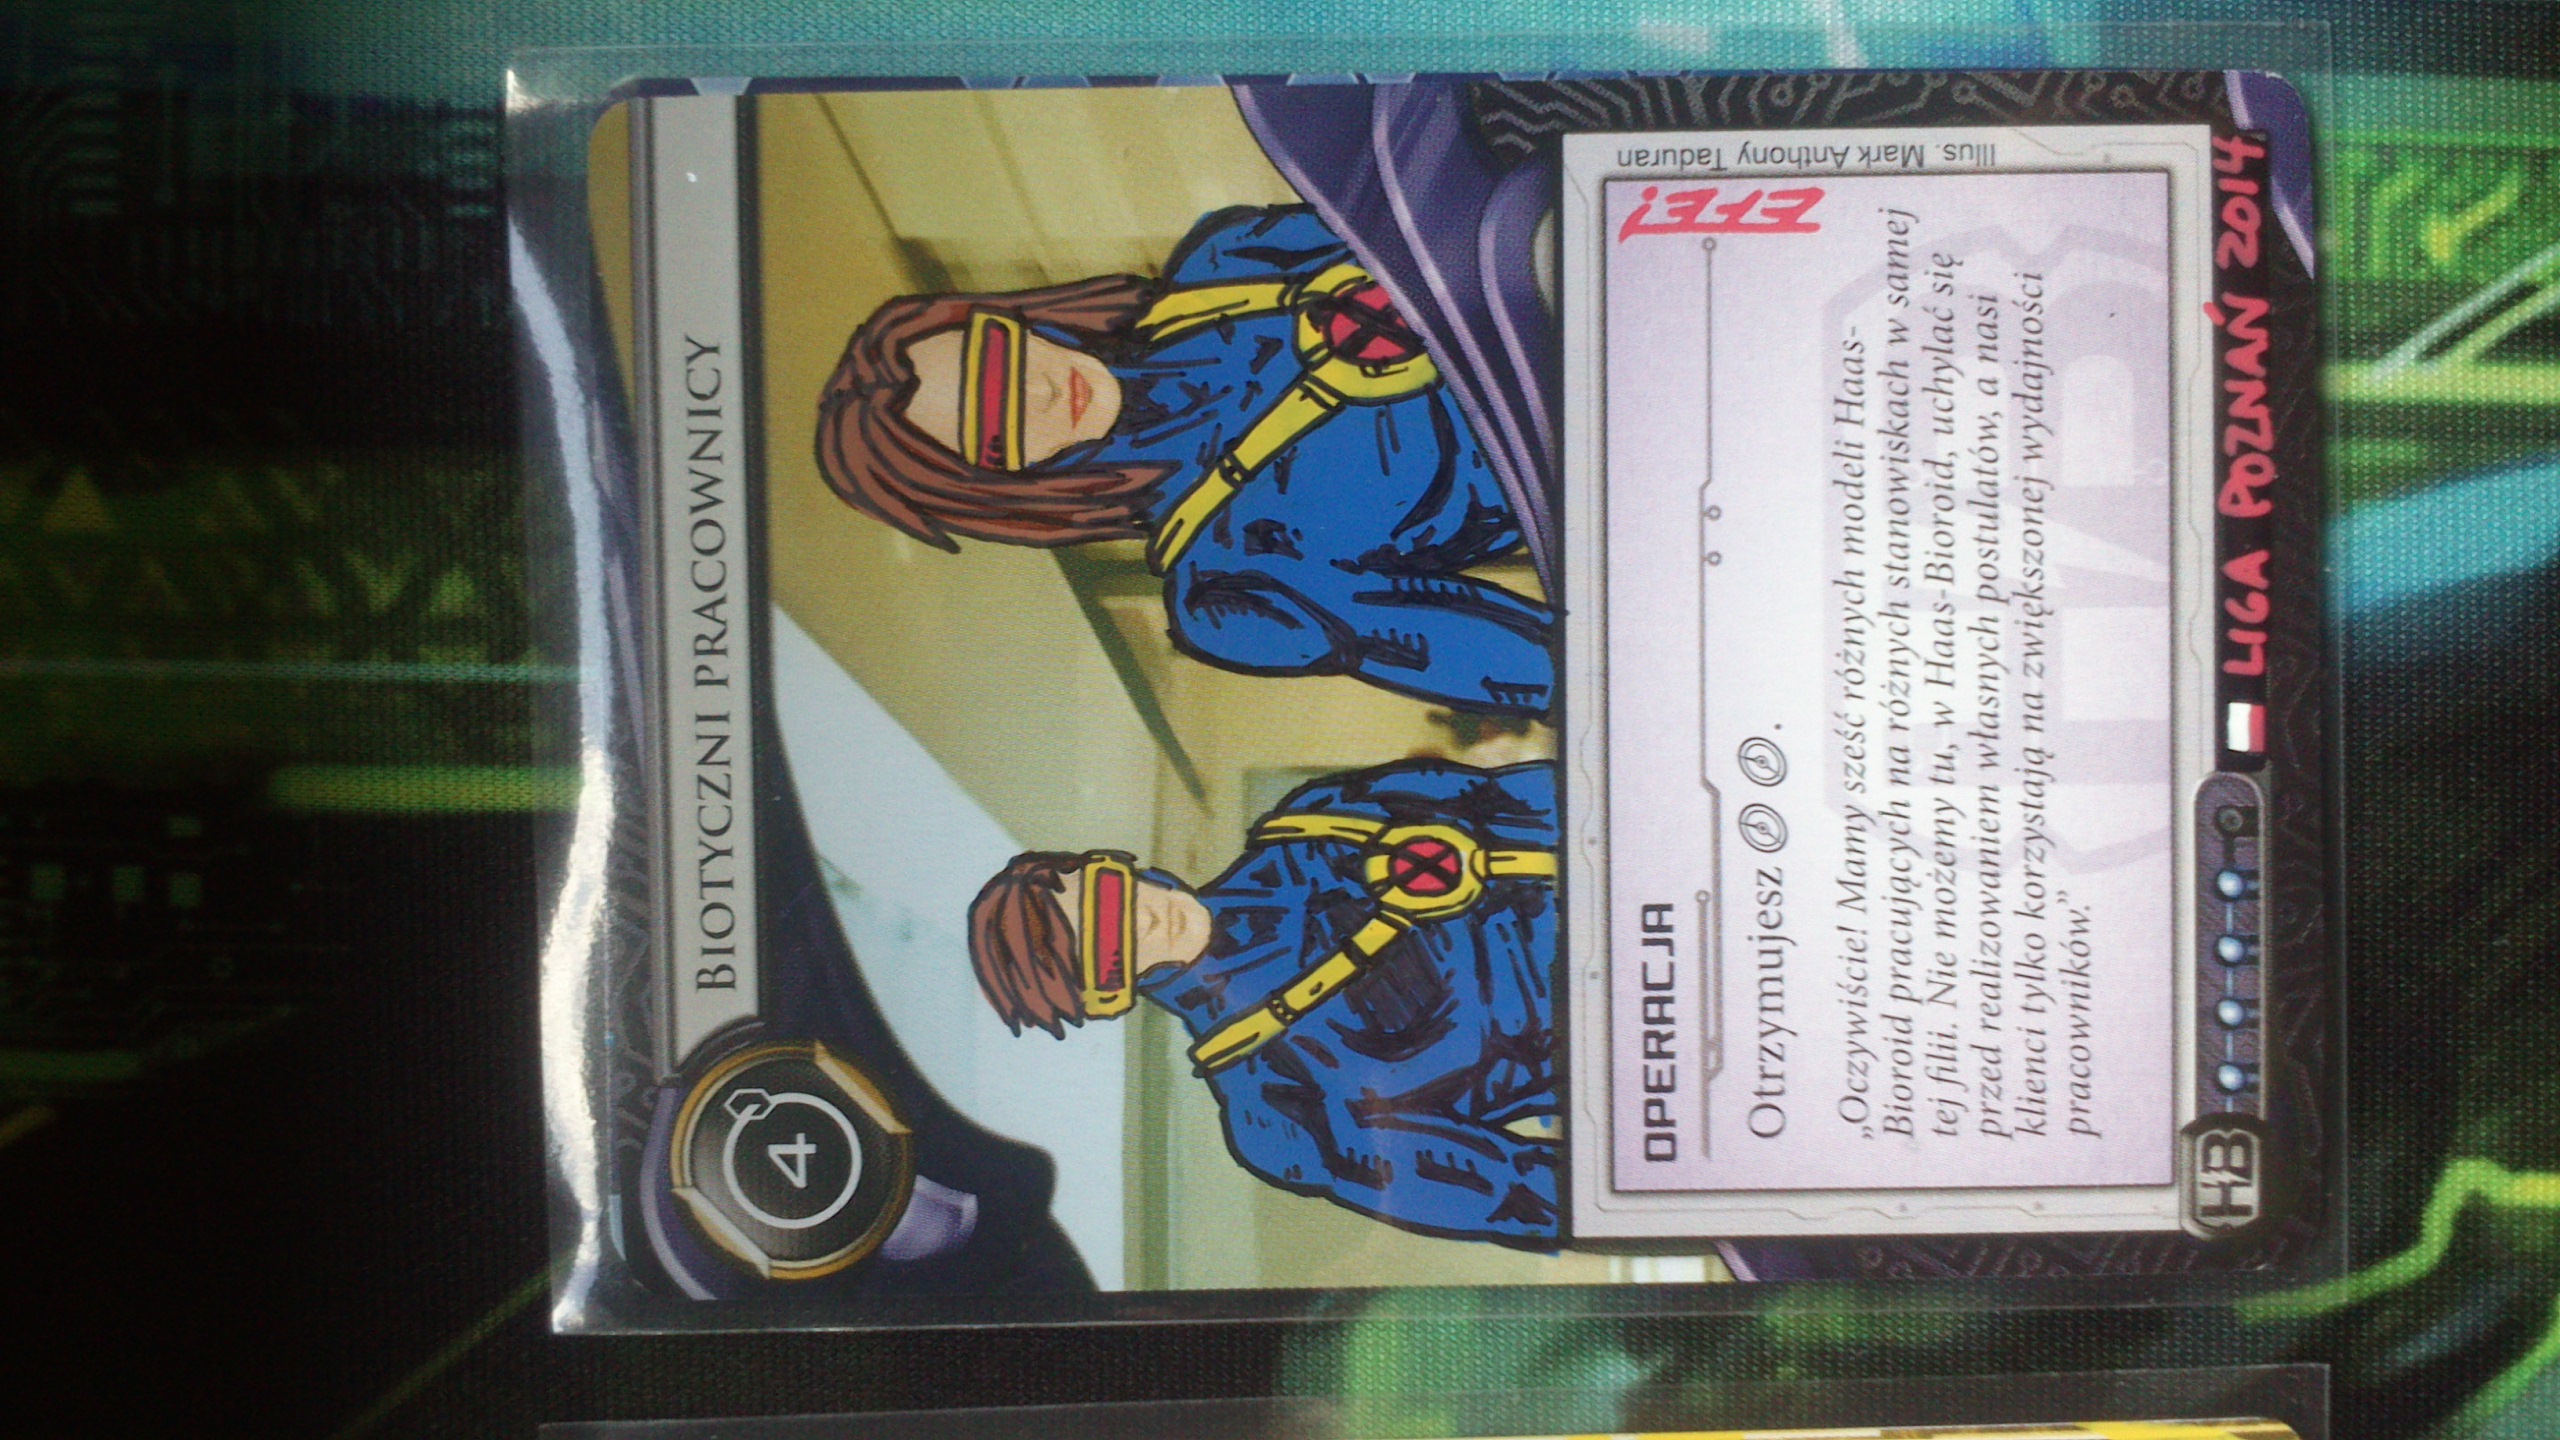 4
BIOTYCZNI PRACOWNICY
OPERACJA
Otrzymujesz .
„Oczywiście! Mamy sześć różnych modeli Haas-
Bioroid pracujących na różnych stanowiskach w samej
tej filii. Nie możemy tu, w Haas-Bioroid, uchylać się
przed realizowaniem własnych postulatów, a nasi
klienci tylko korzystają na zwiększonej wydajności
pracowników.”
EFE!
Illus. Mark Anthony Taduran
HB
LIGA POZNAŃ 2014